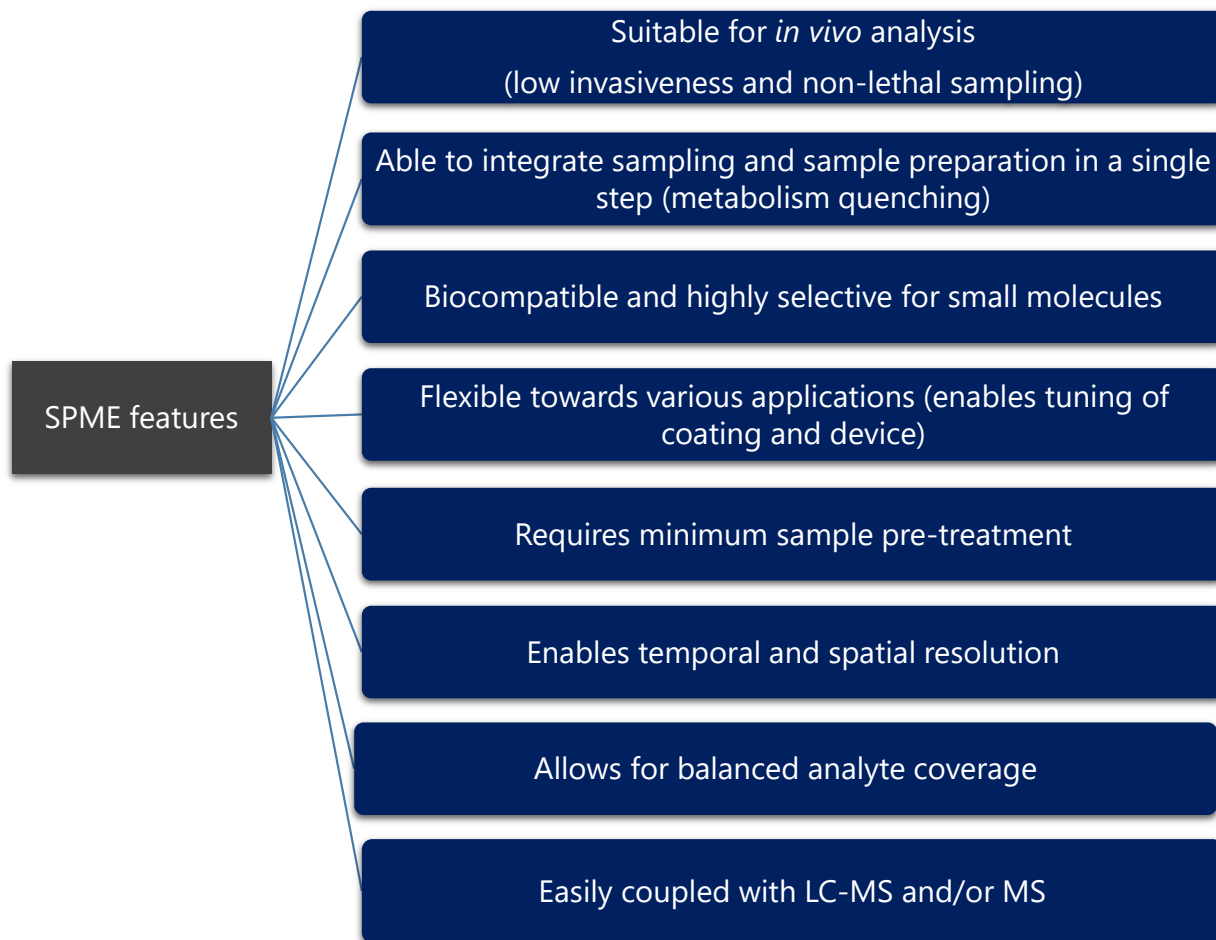 Suitable for in vivo analysis
(low invasiveness and non-lethal sampling)
Able to integrate sampling and sample preparation in a single
step (metabolism quenching)
Biocompatible and highly selective for small molecules
SPME features
Flexible towards various applications (enables tuning of
coating and device)
Requires minimum sample pre-treatment
Enables temporal and spatial resolution
Allows for balanced analyte coverage
Easily coupled with LC-MS and/or MS